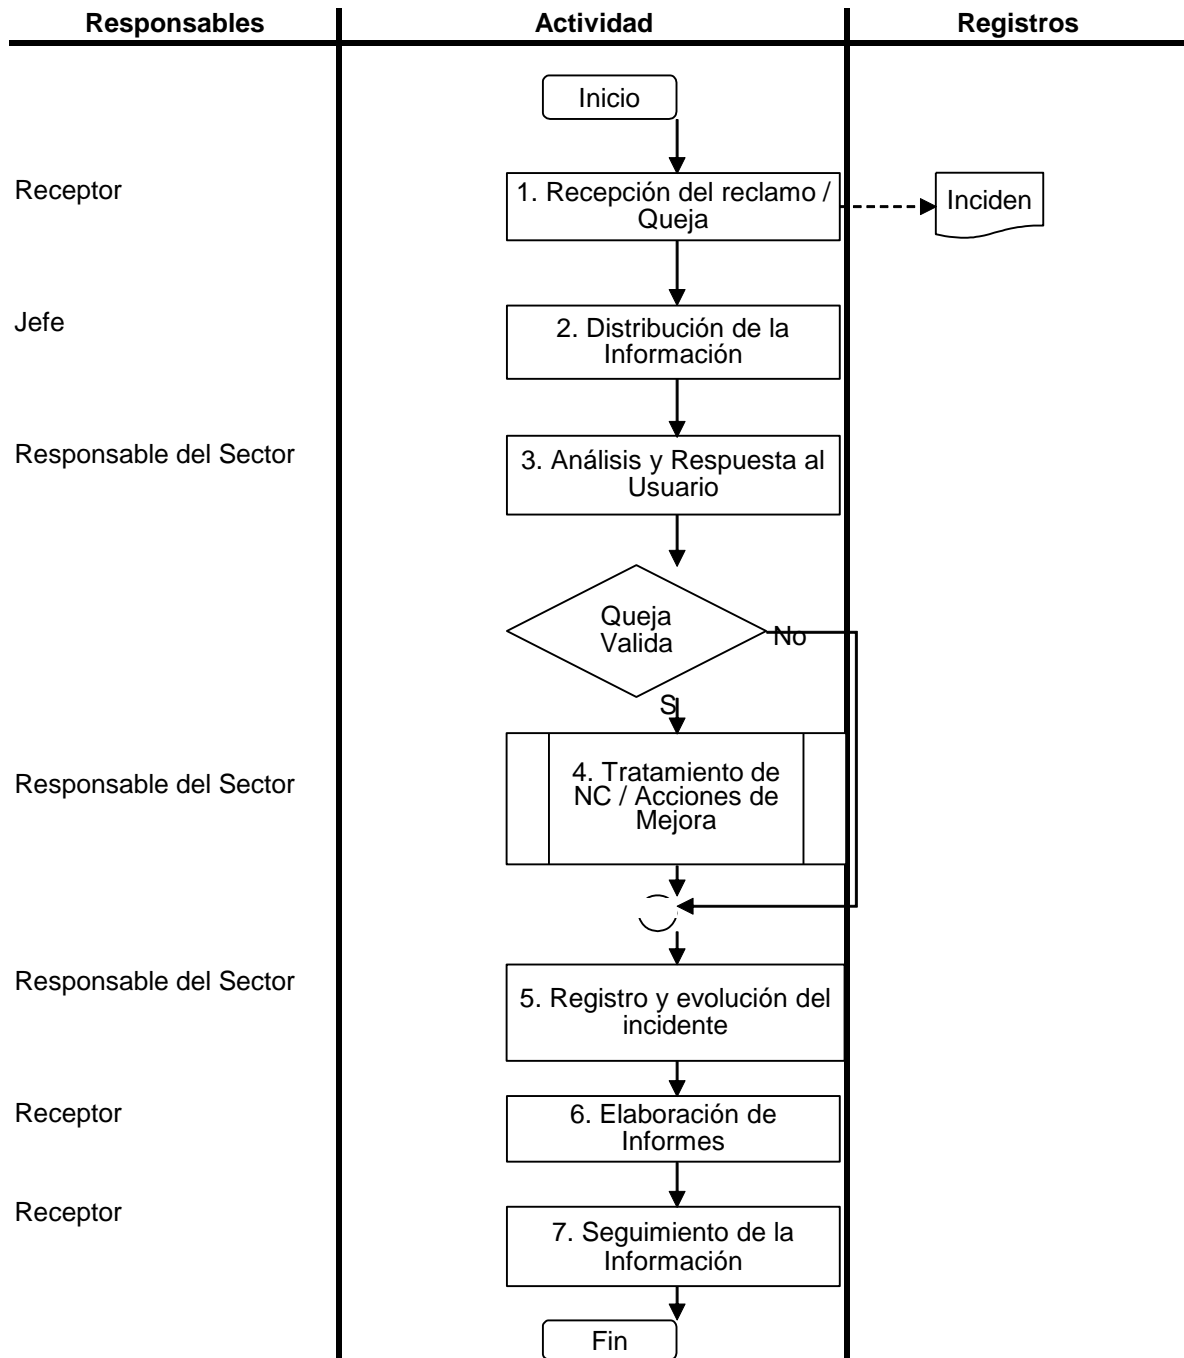 Responsables
Actividad
Registros
Inicio
Receptor
1. Recepción del reclamo /
Queja
Inciden
Jefe
2. Distribución de la
Información
Responsable del Sector
3. Análisis y Respuesta al
Usuario
Queja
Valida
No
S
Responsable del Sector
4. Tratamiento de
NC / Acciones de
Mejora
Responsable del Sector
5. Registro y evolución del
incidente
Receptor
6. Elaboración de
Informes
Receptor
7. Seguimiento de la
Información
Fin